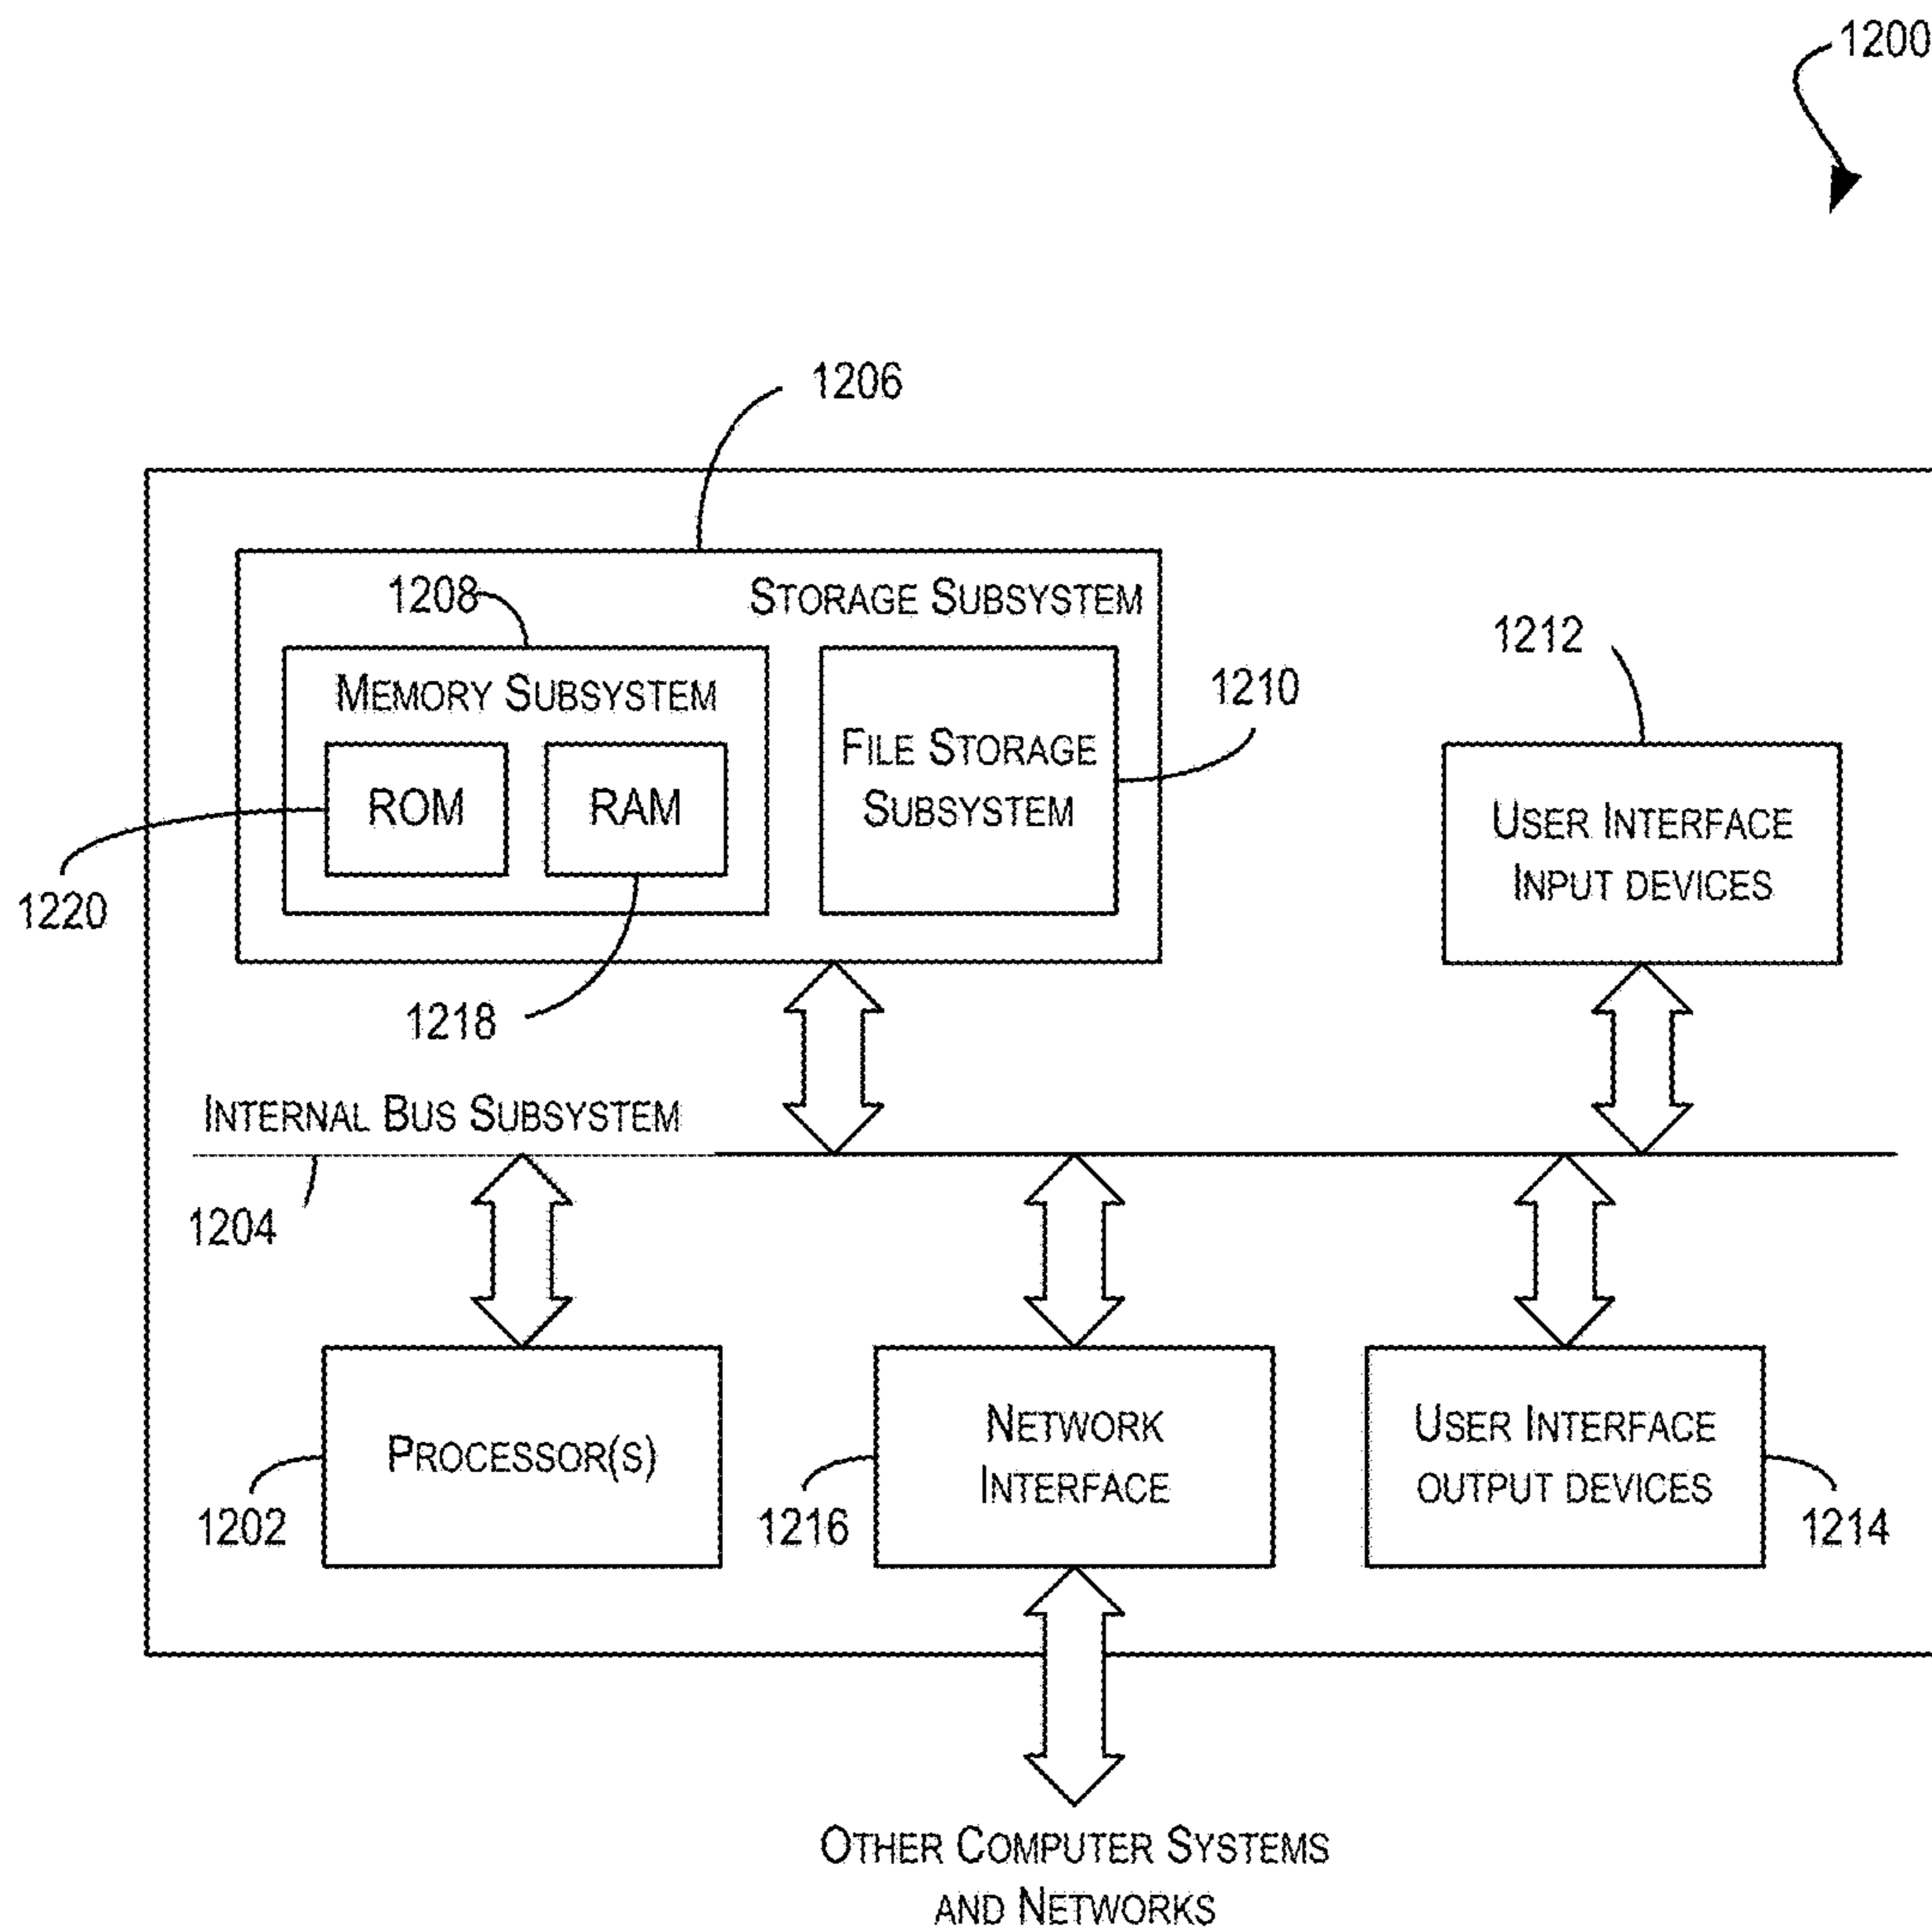 1200
1206
1208
STORAGE SUBSYSTEM
MEMORY SUBSYSTEM
ROM
RAM
FILE STORAGE
SUBSYSTEM
1210
1212
USER INTERFACE
INPUT DEVICES
1220
1218
INTERNAL BUS SUBSYSTEM
1204
PROCESSOR(S)
1202
NETWORK
INTERFACE
1216
USER INTERFACE
OUTPUT DEVICES
1214
OTHER COMPUTER SYSTEMS
AND NETWORKS